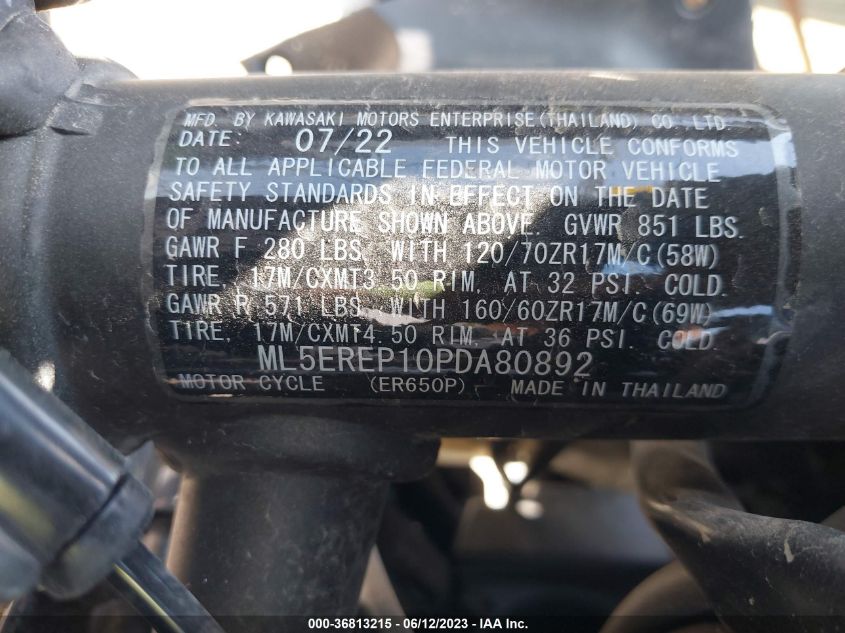 MFD. BY KAWASAKI MOTORS ENTERPRISE(THAILAND) CO., LTD.
DATE: 07/22 THIS VEHICLE CONFORMS
TO ALL APPLICABLE FEDERAL MOTOR VEHICLE
SAFETY STANDARDS IN EFFECT ON THE DATE
OF MANUFACTURE SHOWN ABOVE. GVWR 851 LBS.
GAWR F 280 LBS. WITH 120/70ZR17M/C(58W)
TIRE, 17M/CXMT3.50 RIM, AT 32 PSI. COLD.
GAWR R 571 LBS. WITH 160/60ZR17M/C(69W)
TIRE, 17M/CXMT4.50 RIM, AT 36 PSI. COLD
ML5EREP10PDA80892
MOTOR CYCLE (ER650P) MADE IN THAILAND
000-36813215 - 06/12/2023 - IAA Inc.